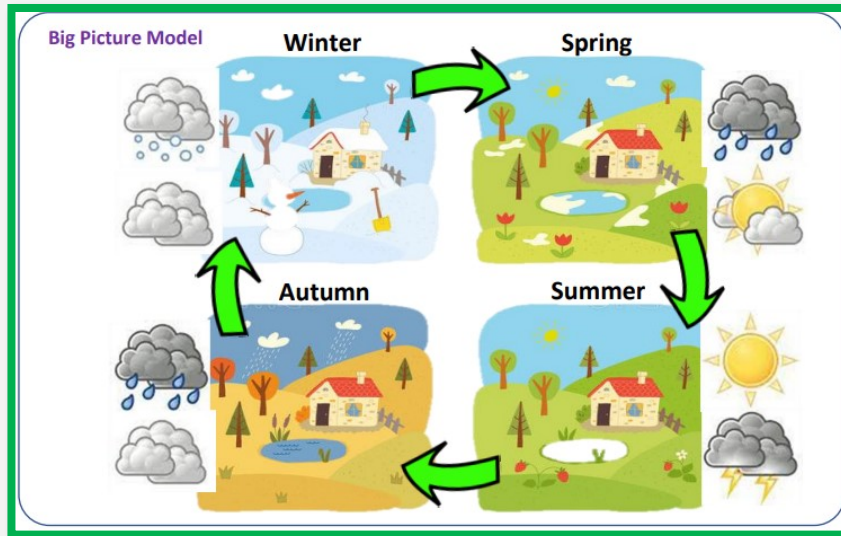 Big Picture Model
Winter
Spring
Autumn
Summer